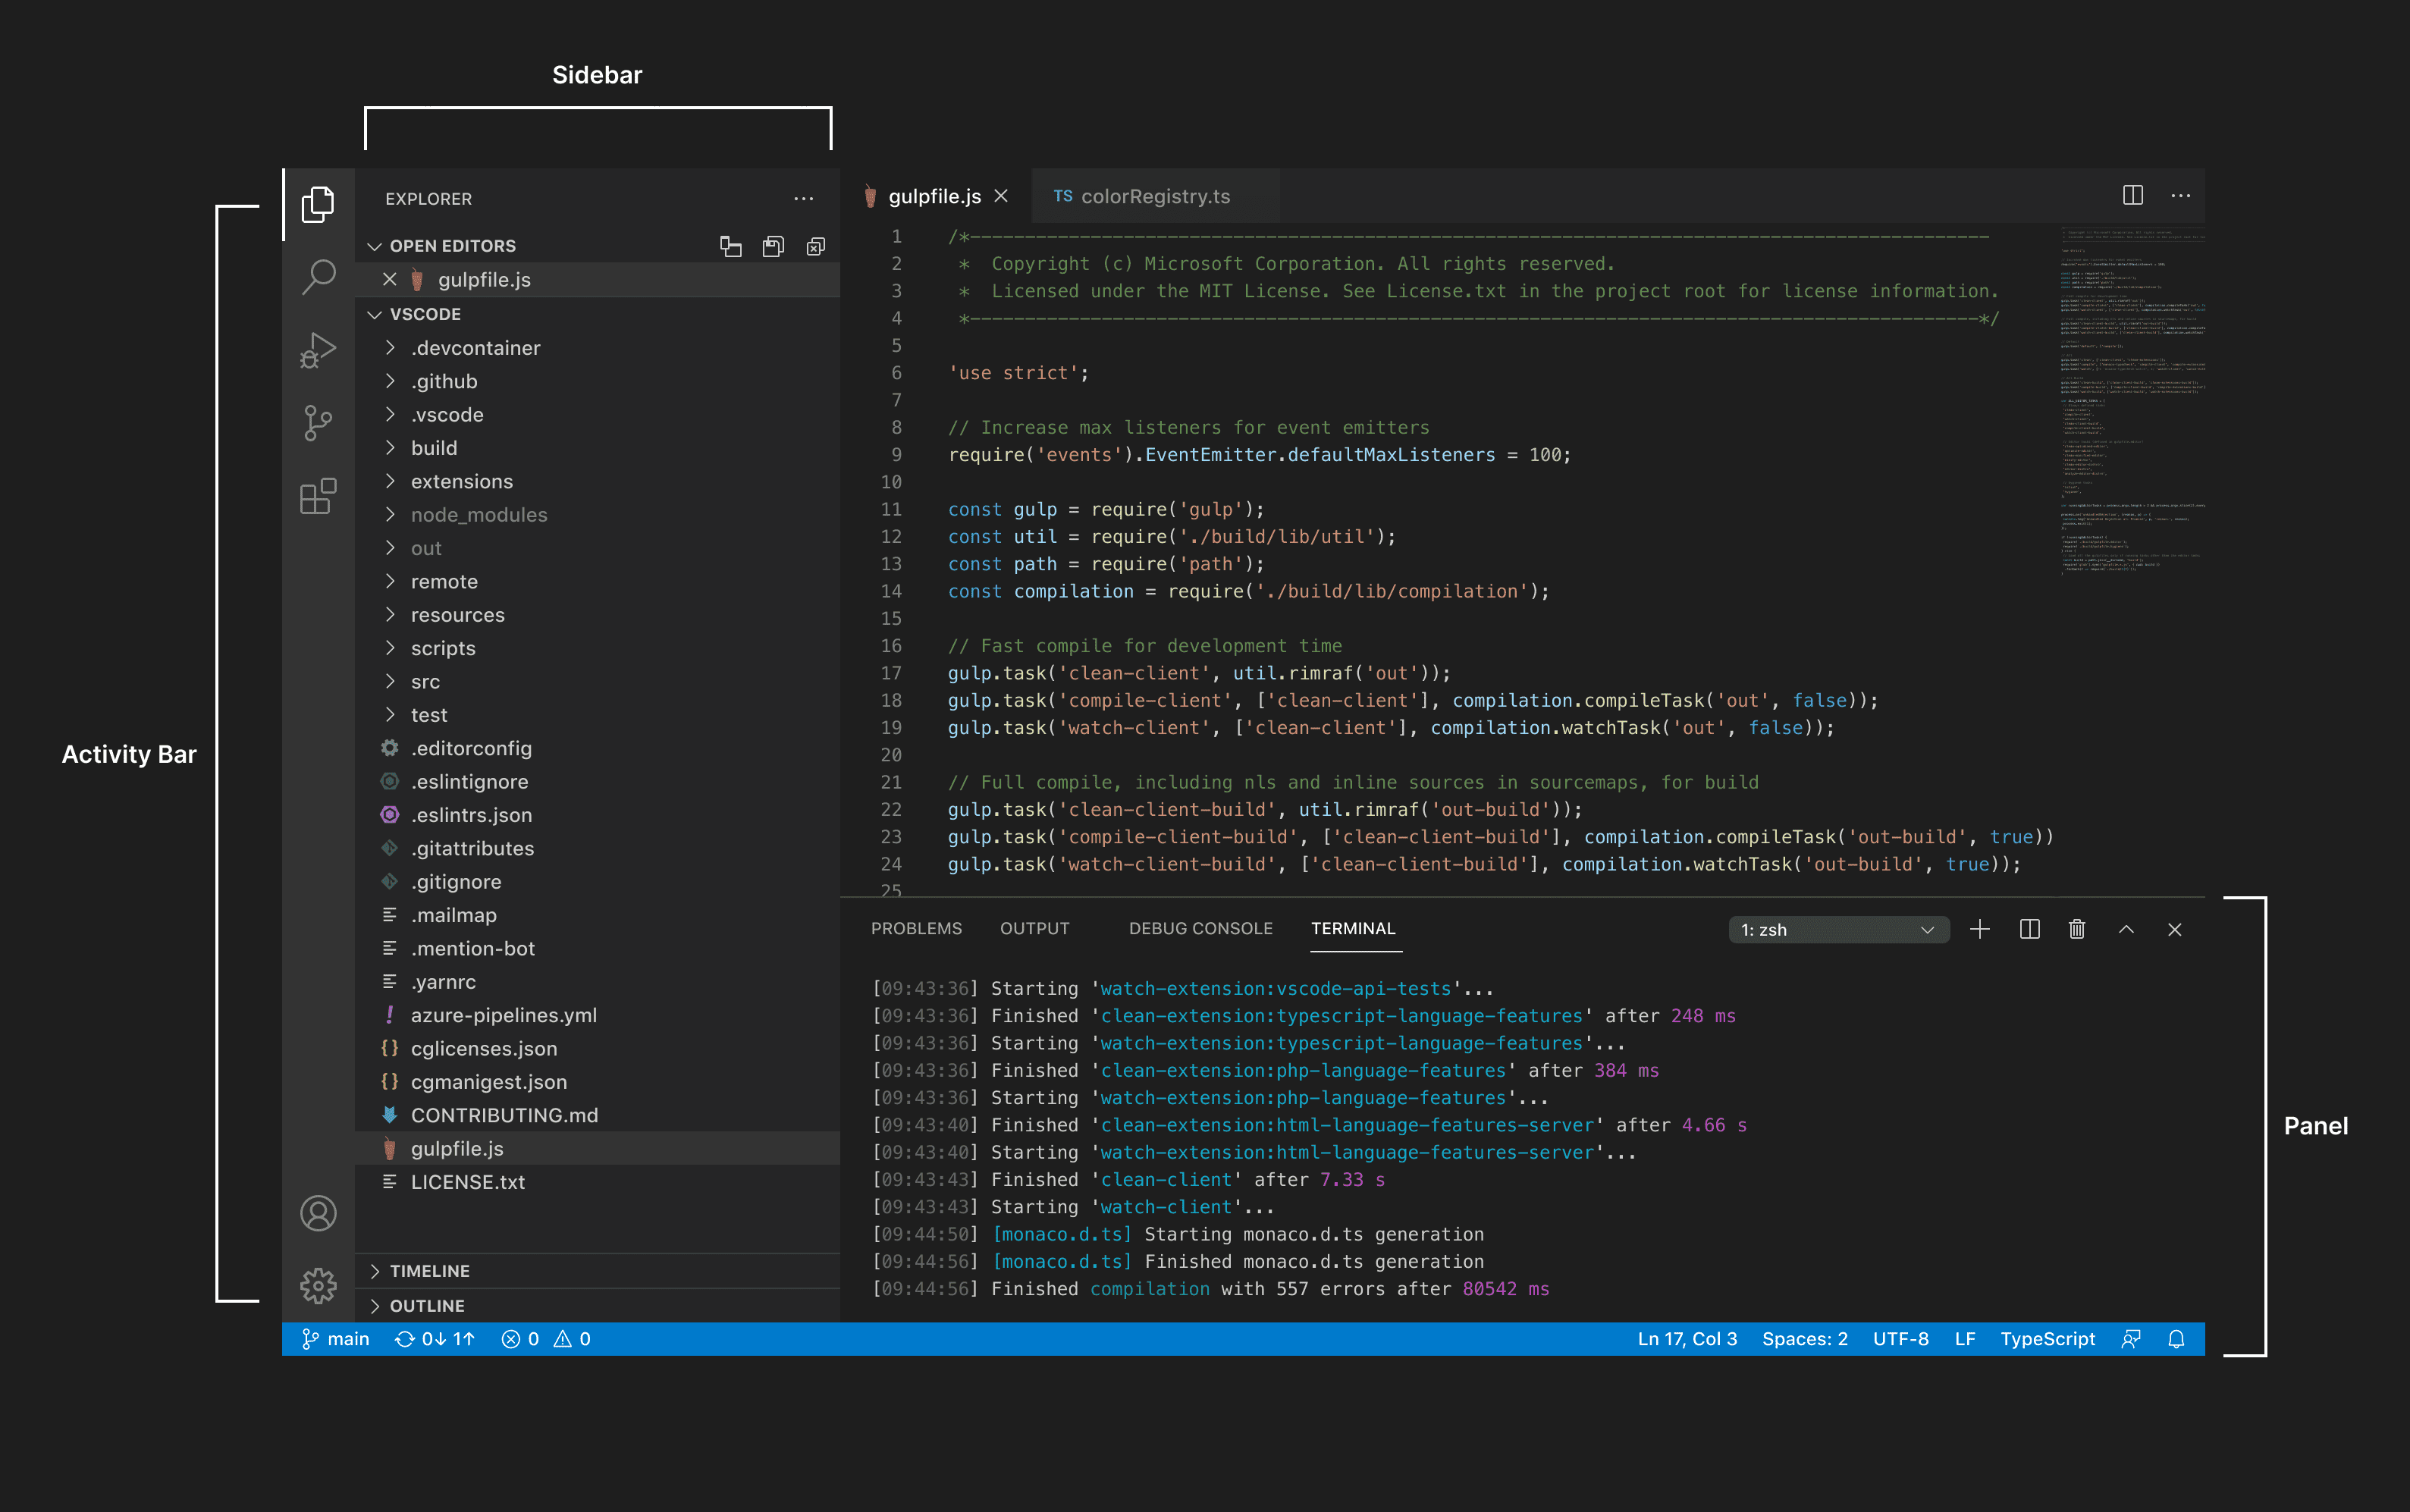 Sidebar
Activity Bar
Panel
EXPLORER
OPEN EDITORS
gulpfile.js
VSCODE
.devcontainer
.github
.vscode
build
extensions
node_modules
out
remote
resources
scripts
src
test
.editorconfig
.eslintignore
.eslintrs.json
.gitattributes
.gitignore
.mailmap
.mention-bot
.yarnrc
azure-pipelines.yml
cglicenses.json
cgmanigest.json
CONTRIBUTING.md
gulpfile.js
LICENSE.txt
TIMELINE
OUTLINE
gulpfile.js
TS colorRegistry.ts
1 /*---------------------------------------------------------------------------------------------
2 * Copyright (c) Microsoft Corporation. All rights reserved.
3 * Licensed under the MIT License. See License.txt in the project root for license information.
4 *--------------------------------------------------------------------------------------------*/
5
6 'use strict';
7
8 // Increase max listeners for event emitters
9 require('events').EventEmitter.defaultMaxListeners = 100;
10
11 const gulp = require('gulp');
12 const util = require('./build/lib/util');
13 const path = require('path');
14 const compilation = require('./build/lib/compilation');
15
16 // Fast compile for development time
17 gulp.task('clean-client', util.rimraf('out'));
18 gulp.task('compile-client', ['clean-client'], compilation.compileTask('out', false));
19 gulp.task('watch-client', ['clean-client'], compilation.watchTask('out', false));
20
21 // Full compile, including nls and inline sources in sourcemaps, for build
22 gulp.task('clean-client-build', util.rimraf('out-build'));
23 gulp.task('compile-client-build', ['clean-client-build'], compilation.compileTask('out-build', true))
24 gulp.task('watch-client-build', ['clean-client-build'], compilation.watchTask('out-build', true));
25
PROBLEMS OUTPUT DEBUG CONSOLE TERMINAL 1: zsh
[09:43:36] Starting 'watch-extension:vscode-api-tests'...
[09:43:36] Finished 'clean-extension:typescript-language-features' after 248 ms
[09:43:36] Starting 'watch-extension:typescript-language-features'...
[09:43:36] Finished 'clean-extension:php-language-features' after 384 ms
[09:43:36] Starting 'watch-extension:php-language-features'...
[09:43:40] Finished 'clean-extension:html-language-features-server' after 4.66 s
[09:43:40] Starting 'watch-extension:html-language-features-server'...
[09:43:43] Finished 'clean-client' after 7.33 s
[09:43:43] Starting 'watch-client'...
[09:44:50] [monaco.d.ts] Starting monaco.d.ts generation
[09:44:56] [monaco.d.ts] Finished monaco.d.ts generation
[09:44:56] Finished compilation with 557 errors after 80542 ms
main 0↓ 1↑ 0 0 Ln 17, Col 3 Spaces: 2 UTF-8 LF TypeScript